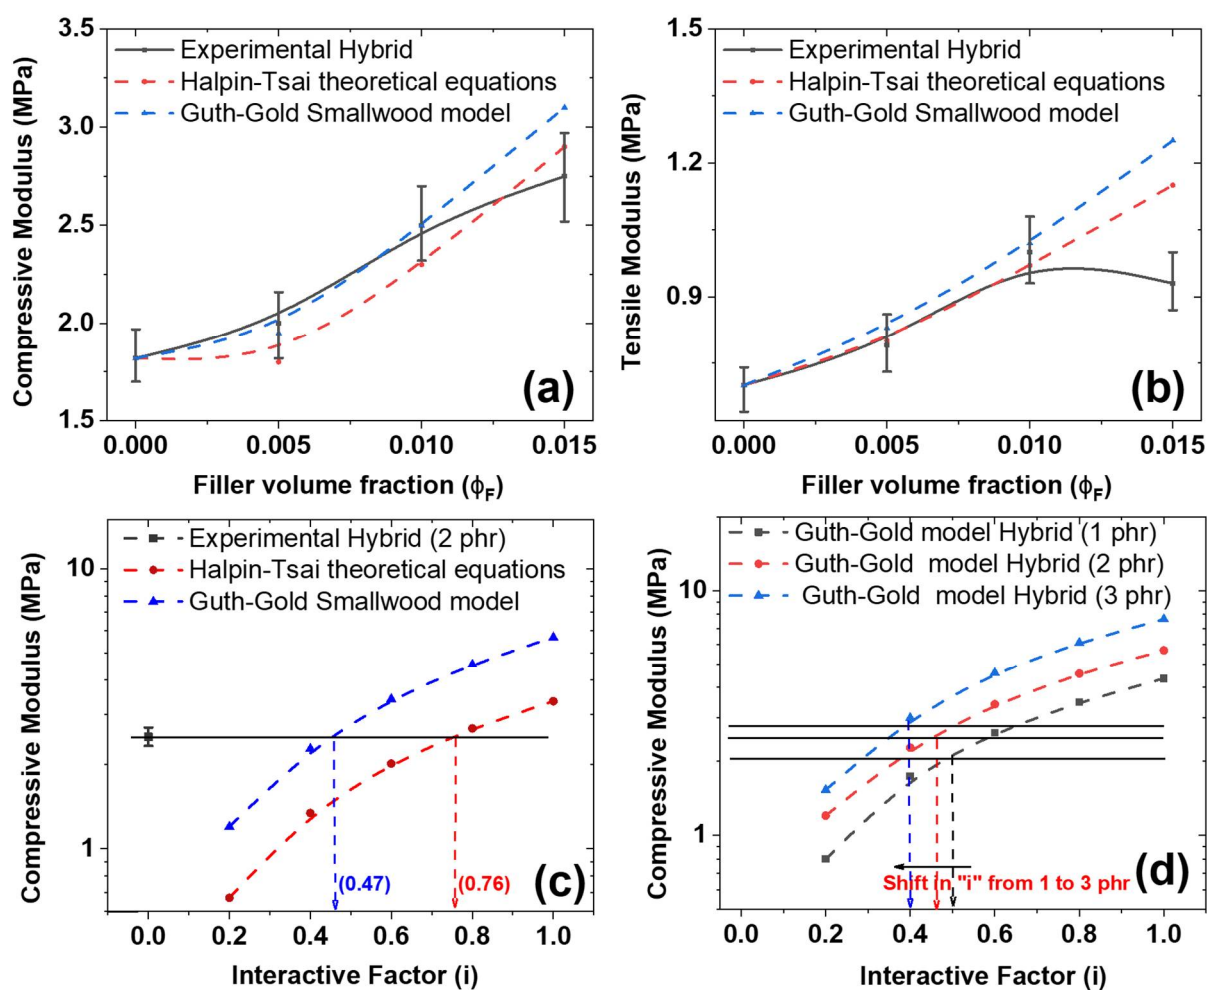 3.5
3.0
2.5
2.0
1.5
Compressive Modulus (MPa)
Experimental Hybrid
Halpin-Tsai theoretical equations
Guth-Gold Smallwood model
(a)
0.000 0.005 0.010 0.015
Filler volume fraction (ϕF)
1.5
1.2
0.9
Tensile Modulus (MPa)
Experimental Hybrid
Halpin-Tsai theoretical equations
Guth-Gold Smallwood model
(b)
0.000 0.005 0.010 0.015
Filler volume fraction (ϕF)
10
1
Compressive Modulus (MPa)
Experimental Hybrid (2 phr)
Halpin-Tsai theoretical equations
Guth-Gold Smallwood model
(0.47) (0.76)
(c)
0.0 0.2 0.4 0.6 0.8 1.0
Interactive Factor (i)
10
1
Compressive Modulus (MPa)
Guth-Gold model Hybrid (1 phr)
Guth-Gold model Hybrid (2 phr)
Guth-Gold model Hybrid (3 phr)
(d)
Shift in "i" from 1 to 3 phr
0.0 0.2 0.4 0.6 0.8 1.0
Interactive Factor (i)